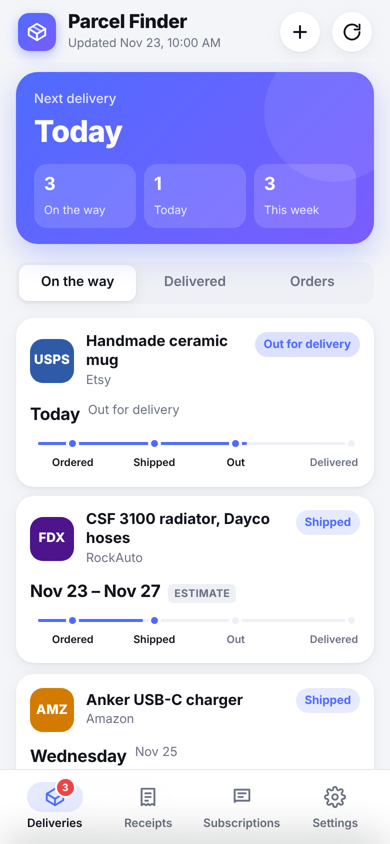 Parcel Finder
Updated Nov 23, 10:00 AM
Next delivery
Today
3
On the way
1
Today
3
This week
On the way
Delivered
Orders
USPS
Handmade ceramic
mug
Etsy
Out for delivery
Today Out for delivery
Ordered
Shipped
Out
Delivered
FDX
CSF 3100 radiator, Dayco
hoses
RockAuto
Shipped
Nov 23 – Nov 27 ESTIMATE
Ordered
Shipped
Out
Delivered
AMZ
Anker USB-C charger
Amazon
Shipped
Wednesday Nov 25
3
Deliveries
Receipts
Subscriptions
Settings